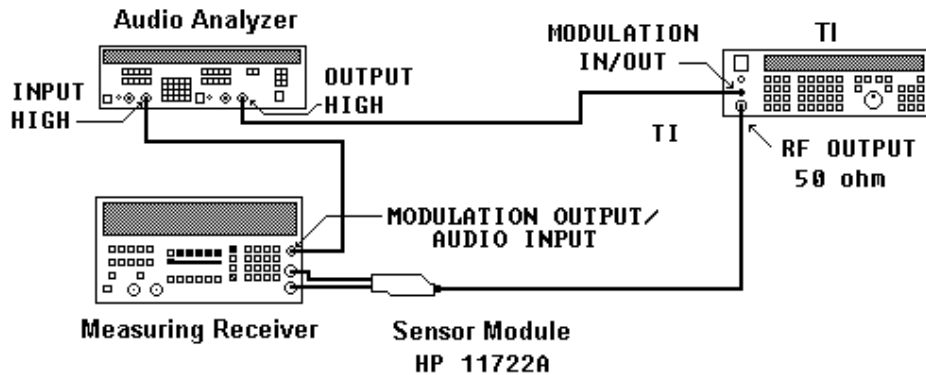 Audio Analyzer
MODULATION
IN/OUT
TI
INPUT
HIGH
OUTPUT
HIGH
TI
RF OUTPUT
50 ohm
MODULATION OUTPUT/
AUDIO INPUT
Measuring Receiver
Sensor Module
HP 11722A